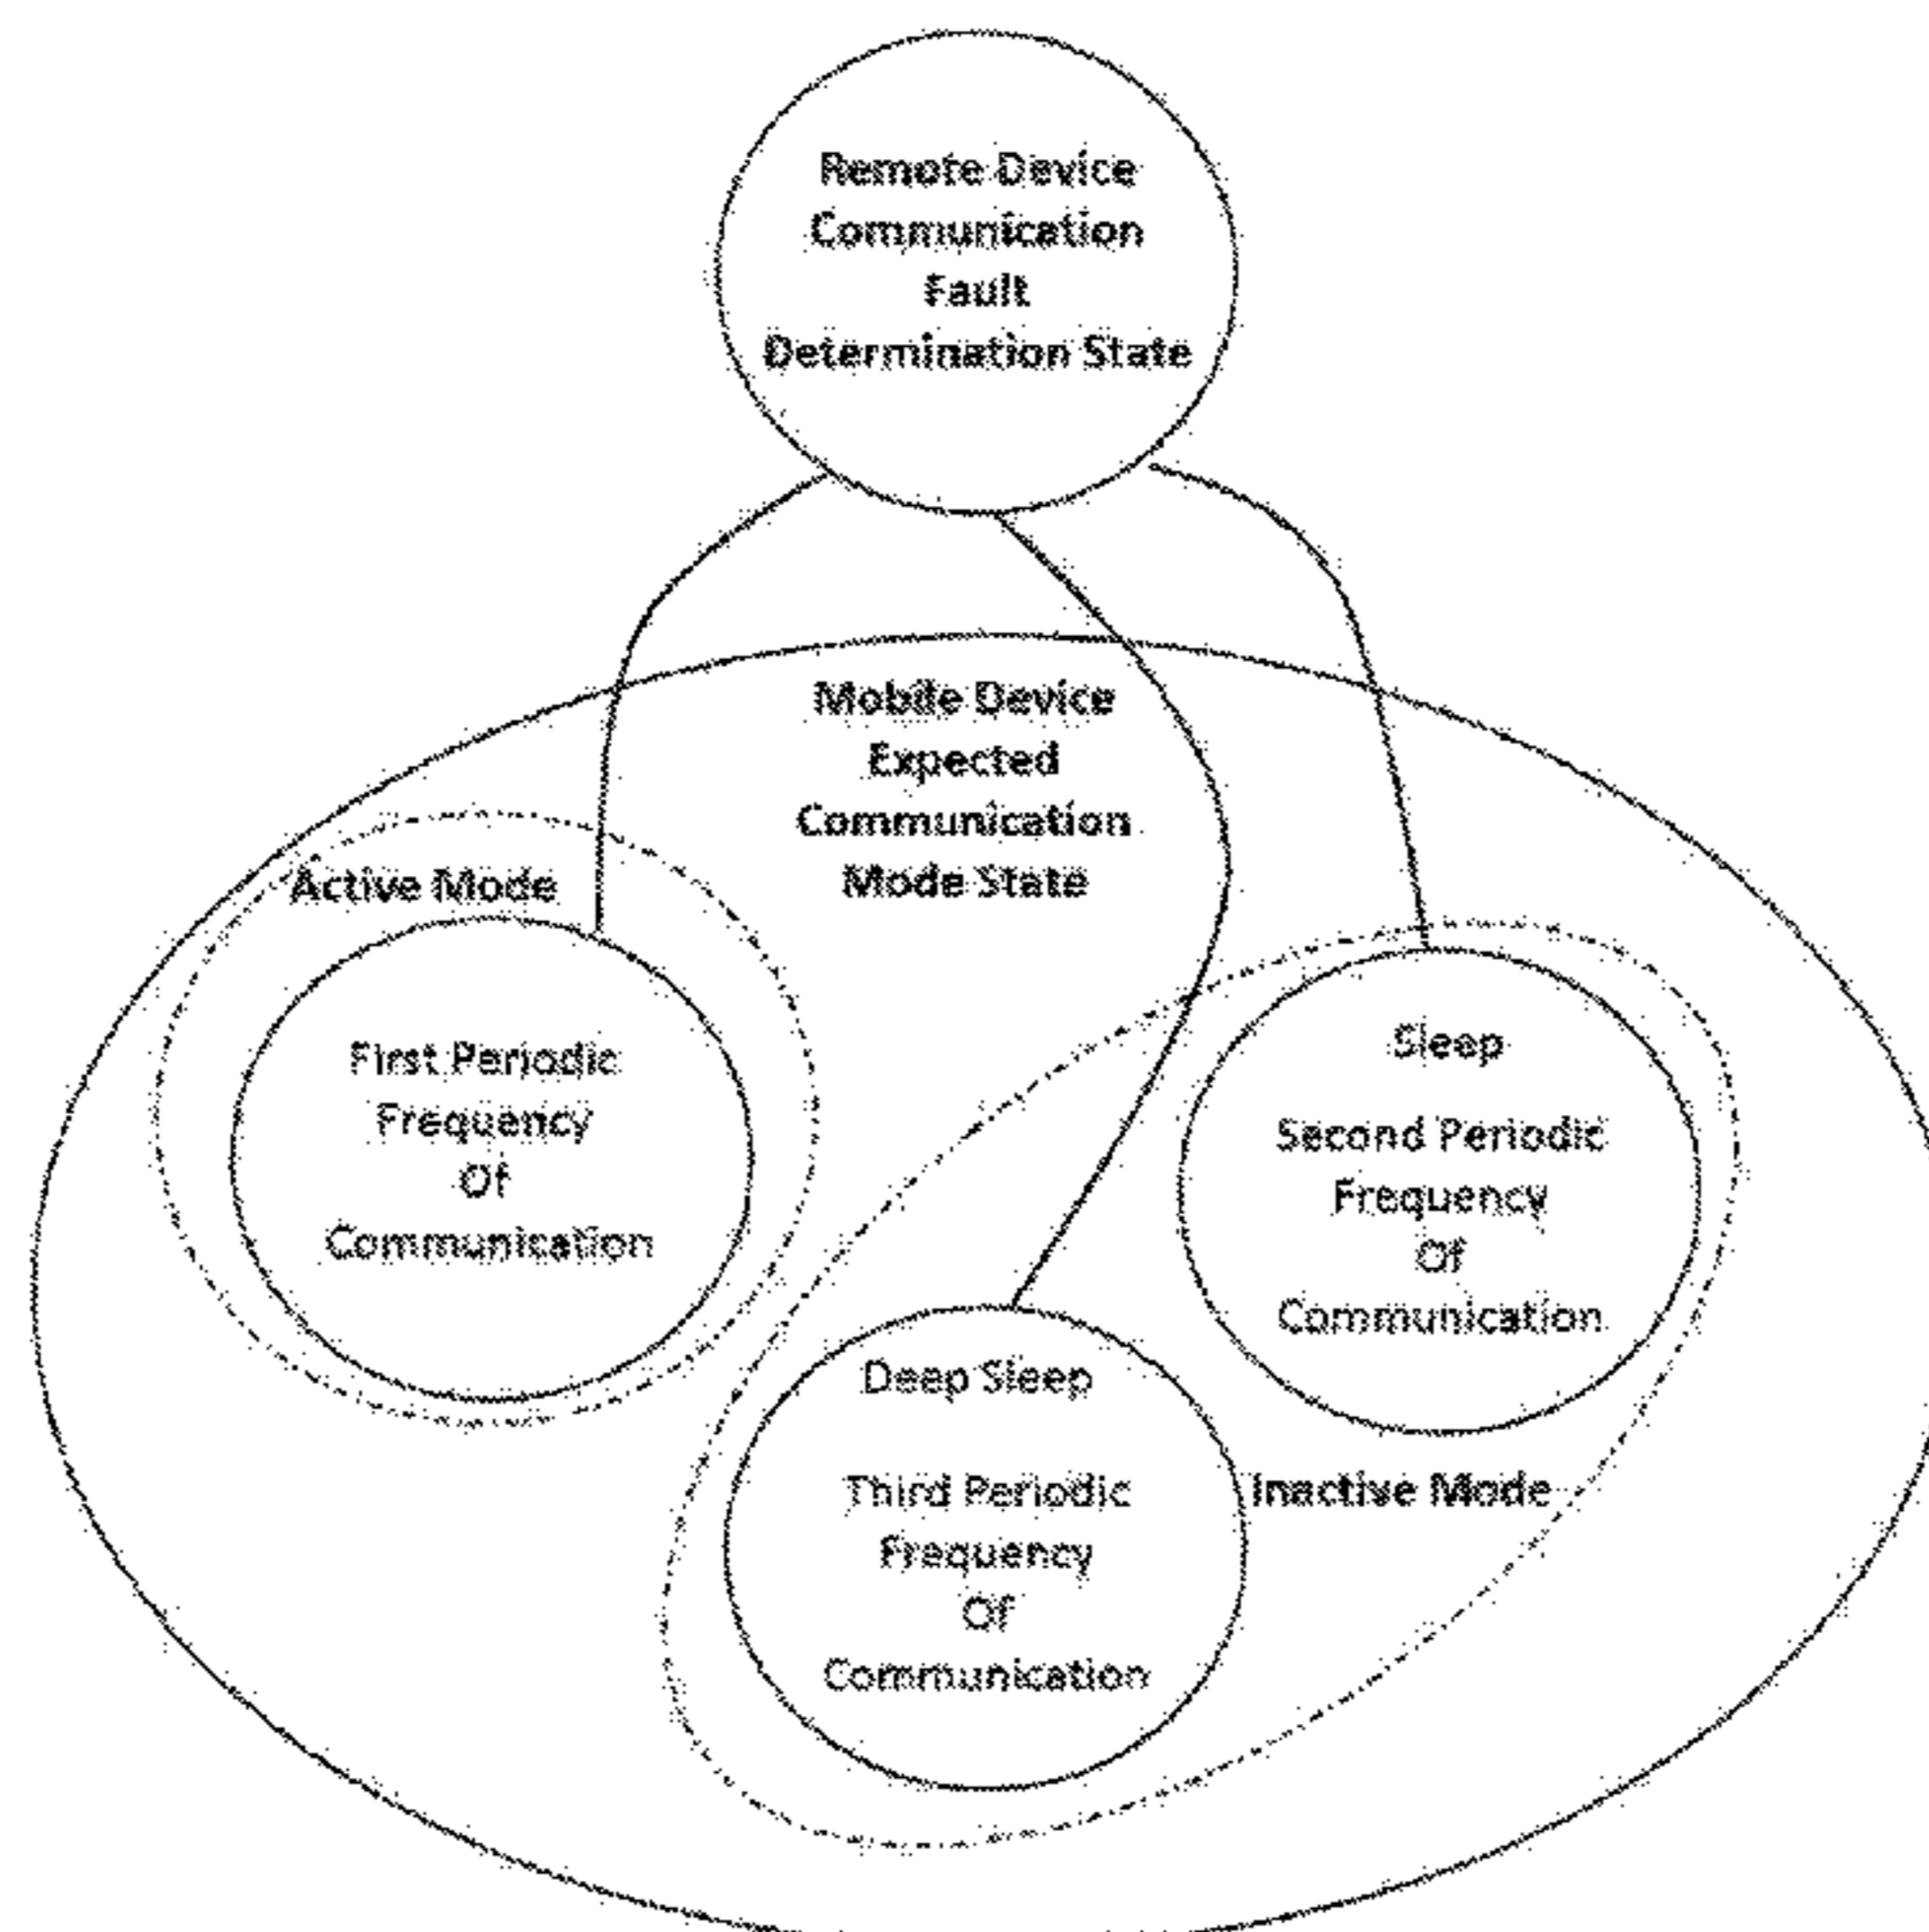 Remote Device
Communication
Fault
Determination State
Mobile Device
Expected
Communication
Mode State
Active Mode
First Periodic
Frequency
Of
Communication
Sleep
Second Periodic
Frequency
Of
Communication
Deep Sleep
Third Periodic
Frequency
Of
Communication
Inactive Mode